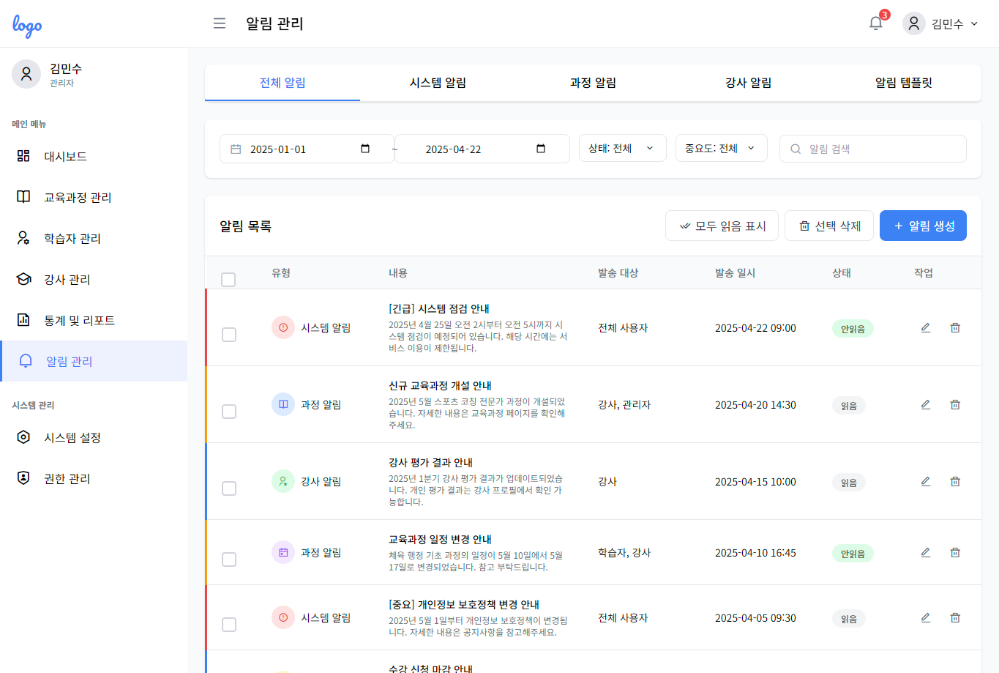 logo
알림 관리
3
김민수
김민수
관리자
메인 메뉴
대시보드
교육과정 관리
학습자 관리
강사 관리
통계 및 리포트
알림 관리
시스템 관리
시스템 설정
권한 관리
전체 알림
시스템 알림
과정 알림
강사 알림
알림 템플릿
2025-01-01
~
2025-04-22
상태: 전체
중요도: 전체
알림 검색
알림 목록
모두 읽음 표시
선택 삭제
알림 생성
유형
내용
발송 대상
발송 일시
상태
작업
시스템 알림
[긴급] 시스템 점검 안내
2025년 4월 25일 오전 2시부터 오전 5시까지 시
스템 점검이 예정되어 있습니다. 해당 시간에는 서
비스 이용이 제한됩니다.
전체 사용자
2025-04-22 09:00
안읽음
과정 알림
신규 교육과정 개설 안내
2025년 5월 스포츠 코칭 전문가 과정이 개설되었
습니다. 자세한 내용은 교육과정 페이지를 확인해
주세요.
강사, 관리자
2025-04-20 14:30
읽음
강사 알림
강사 평가 결과 안내
2025년 1분기 강사 평가 결과가 업데이트되었습
니다. 개인 평가 결과는 강사 프로필에서 확인 가
능합니다.
강사
2025-04-15 10:00
읽음
과정 알림
교육과정 일정 변경 안내
체육 행정 기초 과정의 일정이 5월 10일에서 5월
17일로 변경되었습니다. 참고 부탁드립니다.
학습자, 강사
2025-04-10 16:45
안읽음
시스템 알림
[중요] 개인정보 보호정책 변경 안내
2025년 5월 1일부터 개인정보 보호정책이 변경됩
니다. 자세한 내용은 공지사항을 참고해주세요.
전체 사용자
2025-04-05 09:30
읽음
수강 신청 마감 안내